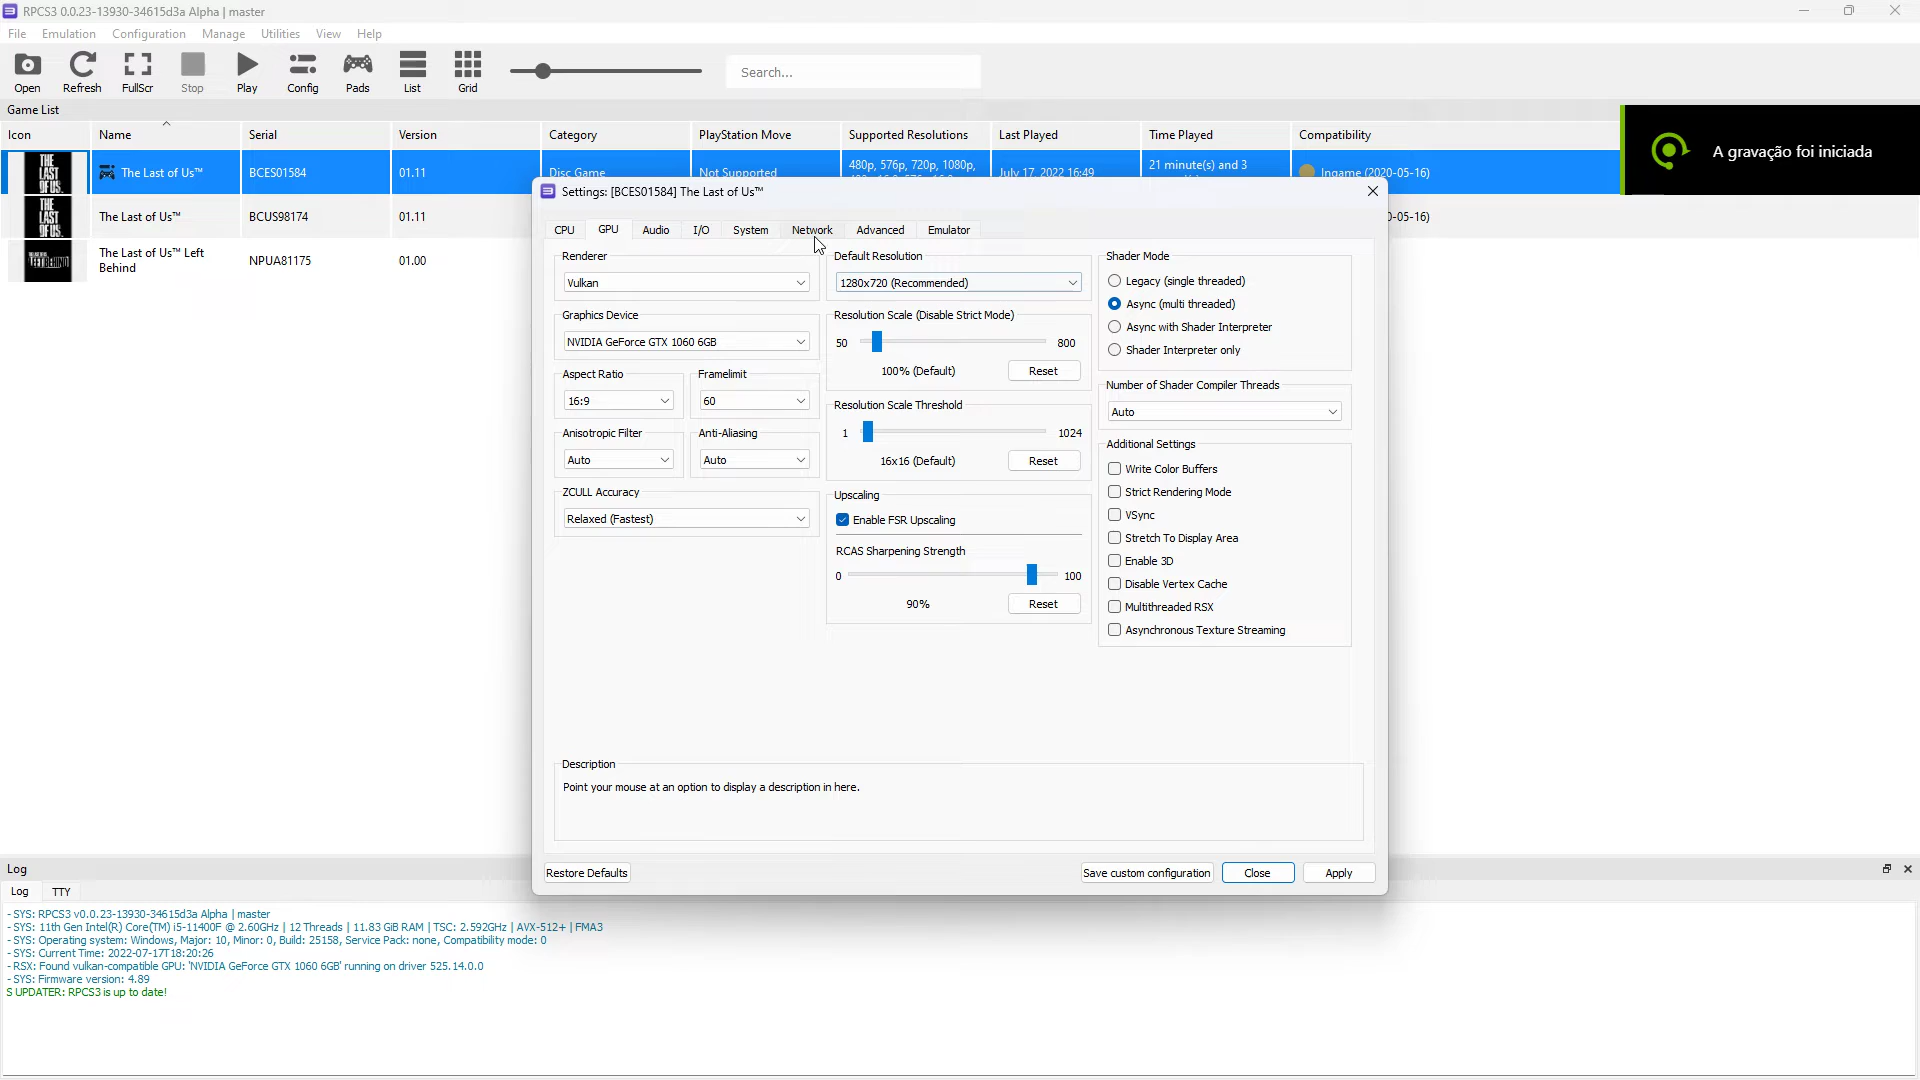 RPCS3 0.0.23-13930-34615d3a Alpha | master
File Emulation Configuration Manage Utilities View Help
Open Refresh FullScr Stop Play Config Pads List Grid Search...
Game List
Icon Name Serial Version Category PlayStation Move Supported Resolutions Last Played Time Played Compatibility
THE LAST OF US The Last of Us™ BCES01584 01.11 Disc Game Not Supported 480p, 576p, 720p, 1080p, July 17, 2022 16:49 21 minute(s) and 3 Ingame (2020-05-16)
A gravação foi iniciada
THE LAST OF US The Last of Us™ BCUS98174 01.11 0-05-16)
The Last of Us™ Left
Behind NPUA81175 01.00
Settings: [BCES01584] The Last of Us™
CPU GPU Audio I/O System Network Advanced Emulator
Renderer
Vulkan
Graphics Device
NVIDIA GeForce GTX 1060 6GB
Aspect Ratio Framelimit
16:9 60
Anisotropic Filter Anti-Aliasing
Auto Auto
ZCULL Accuracy
Relaxed (Fastest)
Default Resolution
1280x720 (Recommended)
Resolution Scale (Disable Strict Mode)
50 800
100% (Default) Reset
Resolution Scale Threshold
1 1024
16x16 (Default) Reset
Upscaling
Enable FSR Upscaling
RCAS Sharpening Strength
0 100
90% Reset
Shader Mode
Legacy (single threaded)
Async (multi threaded)
Async with Shader Interpreter
Shader Interpreter only
Number of Shader Compiler Threads
Auto
Additional Settings
Write Color Buffers
Strict Rendering Mode
VSync
Stretch To Display Area
Enable 3D
Disable Vertex Cache
Multithreaded RSX
Asynchronous Texture Streaming
Description
Point your mouse at an option to display a description in here.
Restore Defaults Save custom configuration Close Apply
Log
Log TTY
- SYS: RPCS3 v0.0.23-13930-34615d3a Alpha | master
- SYS: 11th Gen Intel(R) Core(TM) i5-11400F @ 2.60GHz | 12 Threads | 11.83 GiB RAM | TSC: 2.592GHz | AVX-512+ | FMA3
- SYS: Operating system: Windows, Major: 10, Minor: 0, Build: 25158, Service Pack: none, Compatibility mode: 0
- SYS: Current Time: 2022-07-17T18:20:26
- RSX: Found vulkan-compatible GPU: 'NVIDIA GeForce GTX 1060 6GB' running on driver 525.14.0.0
- SYS: Firmware version: 4.89
S UPDATER: RPCS3 is up to date!